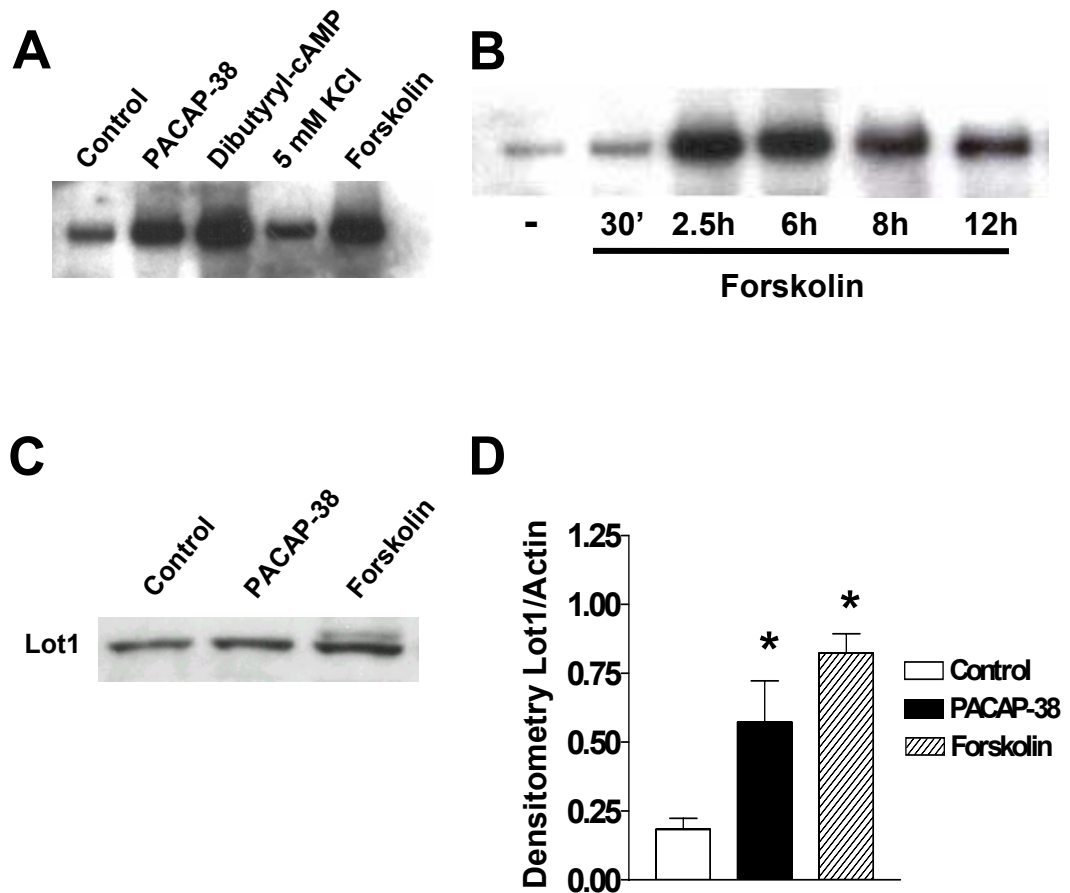 A
Control
PACAP-38
Dibutyryl-cAMP
5 mM KCl
Forskolin
B
-
30’
2.5h
6h
8h
12h
Forskolin
C
Control
PACAP-38
Forskolin
Lot1
D
Densitometry Lot1/Actin
1.25
1.00
0.75
0.50
0.25
0.00
*
*
Control
PACAP-38
Forskolin